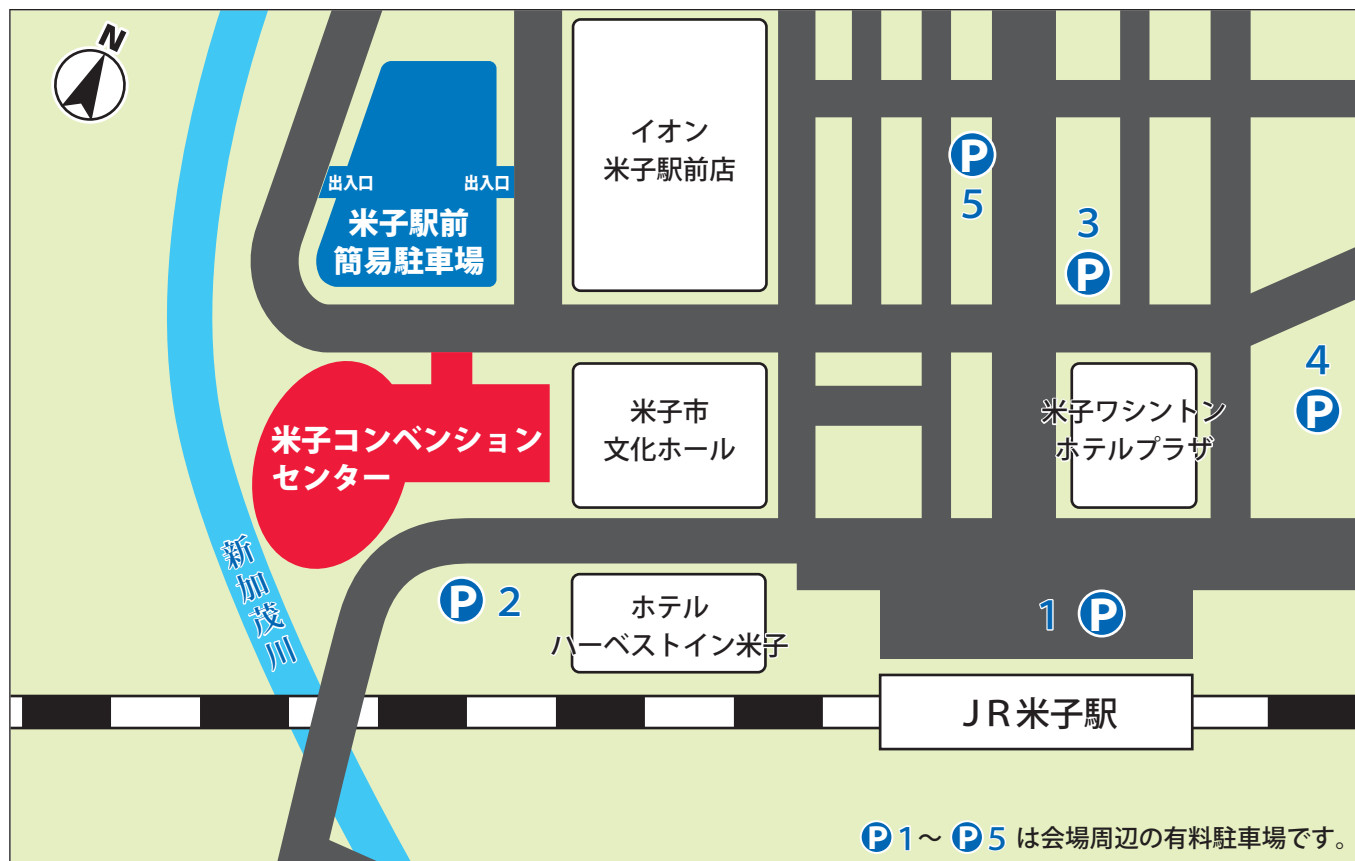 N
イオン
米子駅前店
出入口
出入口
米子駅前
簡易駐車場
P
5
3
P
4
P
米子コンベンション
センター
米子市
文化ホール
米子ワシントン
ホテルプラザ
新加茂川
P 2
ホテル
ハーベストイン米子
1 P
JR米子駅
P1～P5は会場周辺の有料駐車場です。